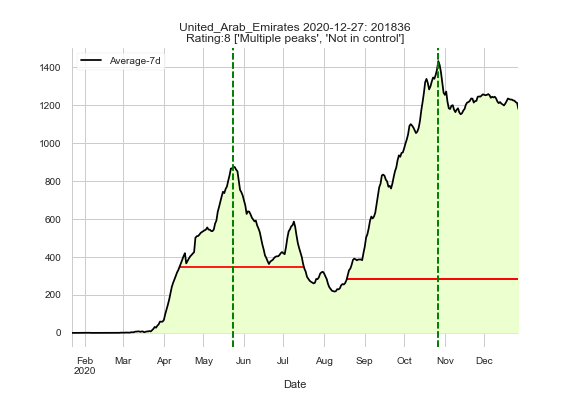 United_Arab_Emirates 2020-12-27: 201836
Rating:8 ['Multiple peaks', 'Not in control']
Average-7d
1400
1200
1000
800
600
400
200
0
Feb Mar Apr May Jun Jul Aug Sep Oct Nov Dec
2020
Date